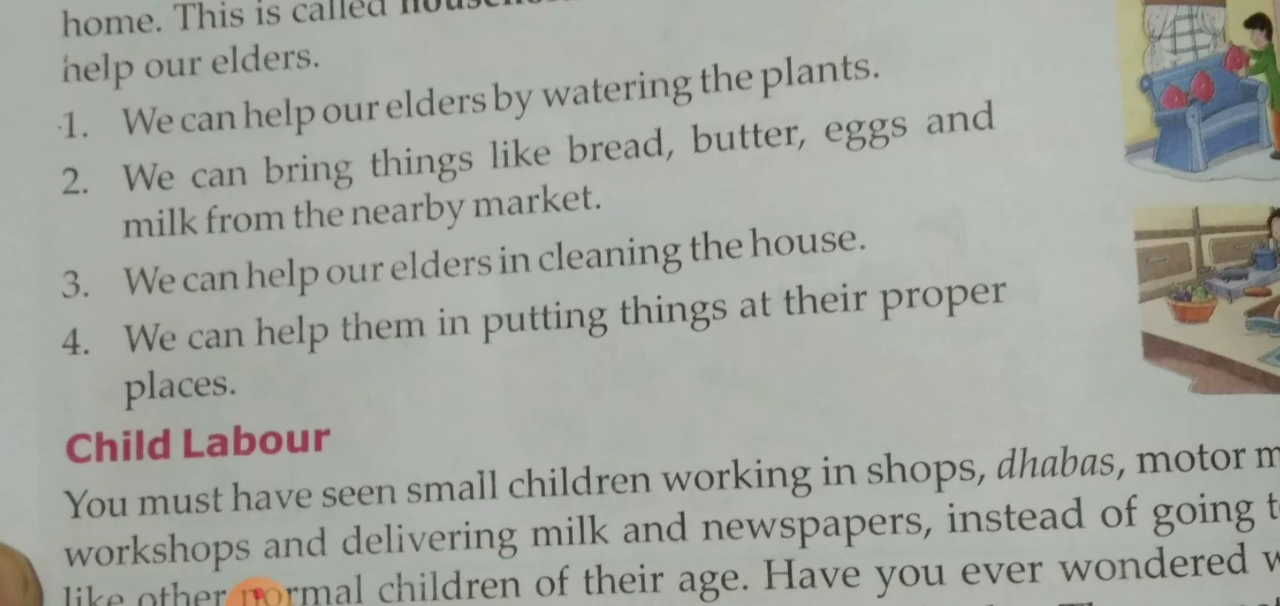 home. This is called
help our elders.
1. We can help our elders by watering the plants.
2. We can bring things like bread, butter, eggs and
milk from the nearby market.
3. We can help our elders in cleaning the house.
4. We can help them in putting things at their proper
places.
Child Labour
You must have seen small children working in shops, dhabas, motor
workshops and delivering milk and newspapers, instead of going
like other normal children of their age. Have you ever wondered